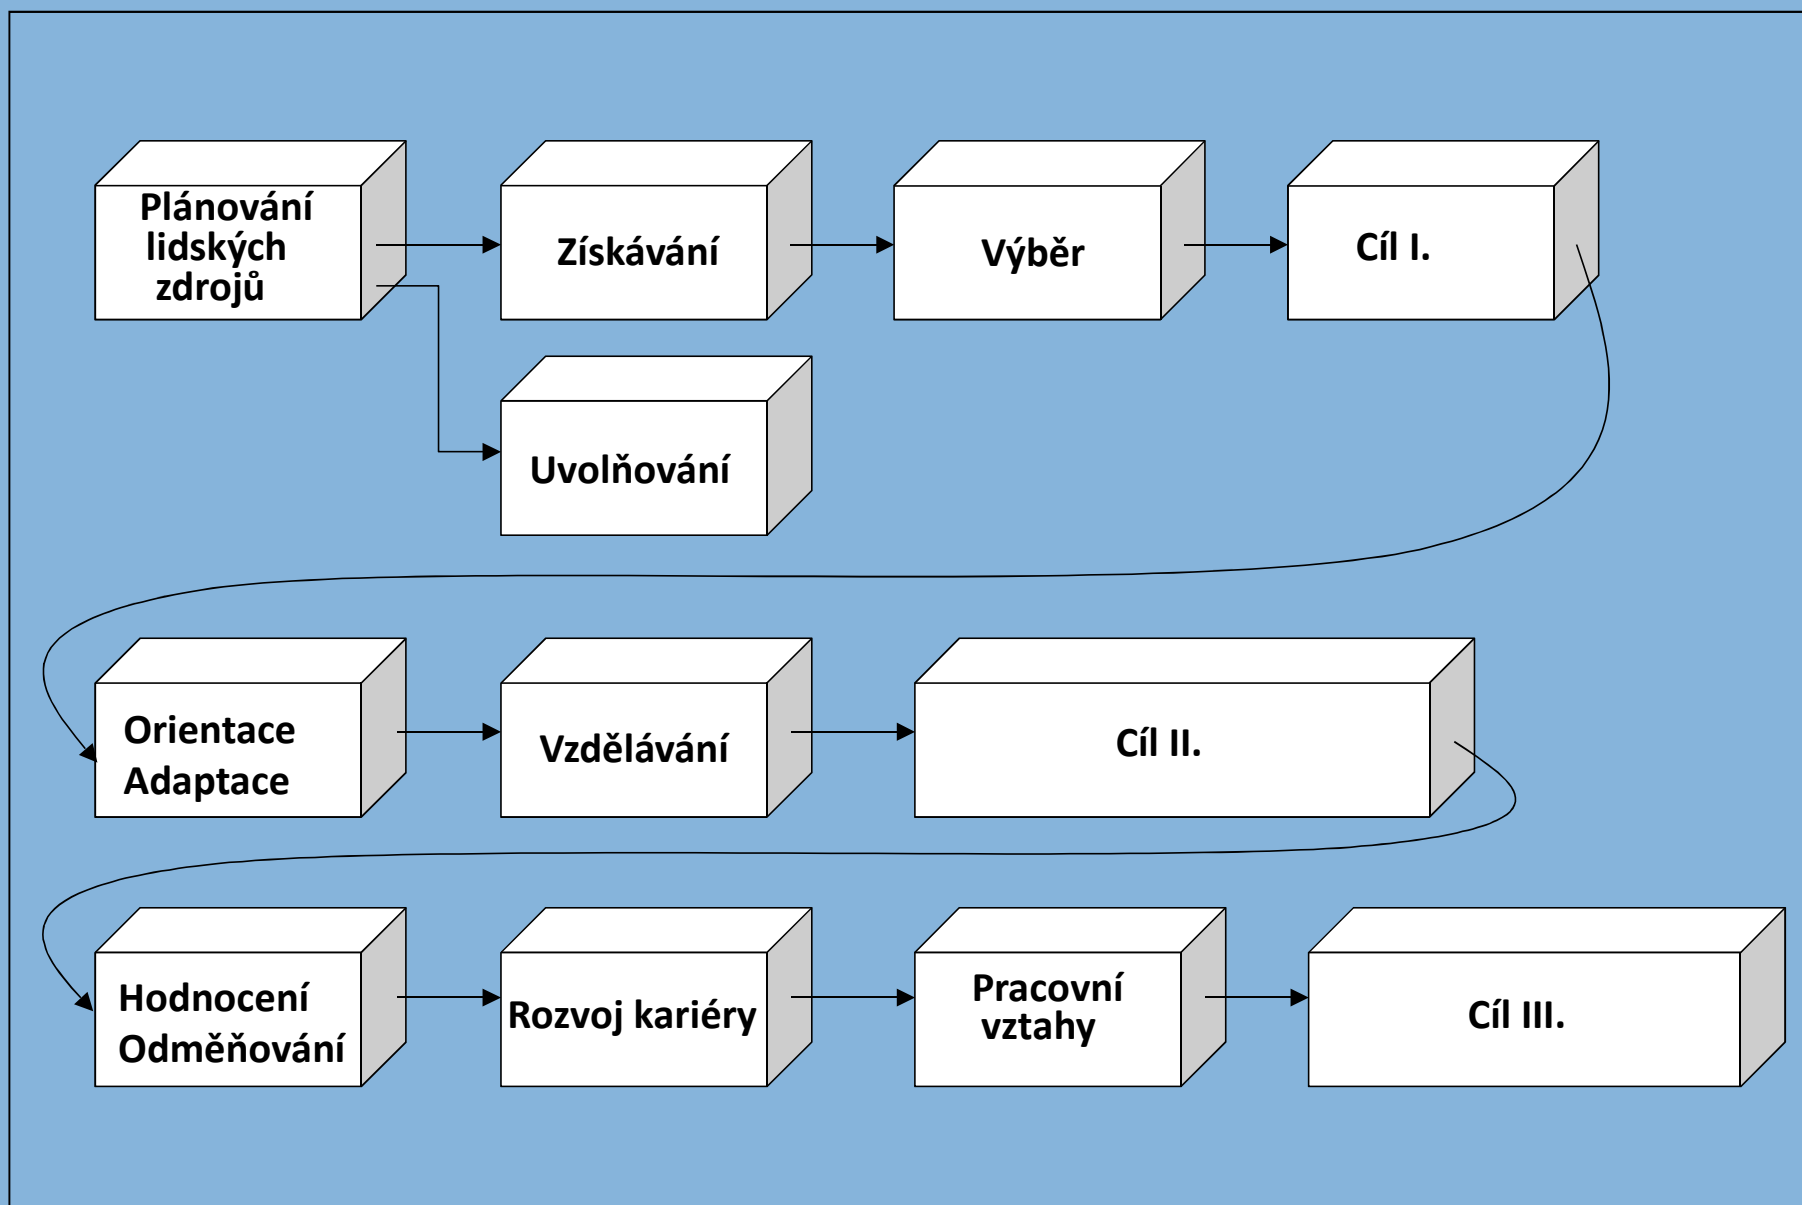 Plánování
lidských
zdrojů
Získávání
Výběr
Cíl I.
Uvolňování
Orientace
Adaptace
Vzdělávání
Cíl II.
Hodnocení
Odměňování
Rozvoj kariéry
Pracovní
vztahy
Cíl III.